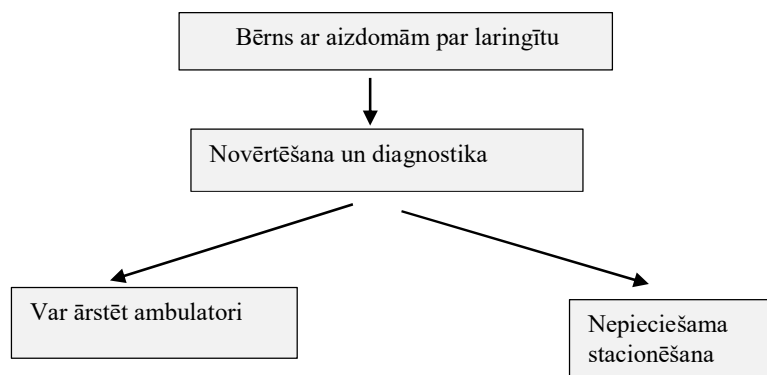 Bērns ar aizdomām par laringītu
Novērtēšana un diagnostika
Var ārstēt ambulatori
Nepieciešama
stacionēšana